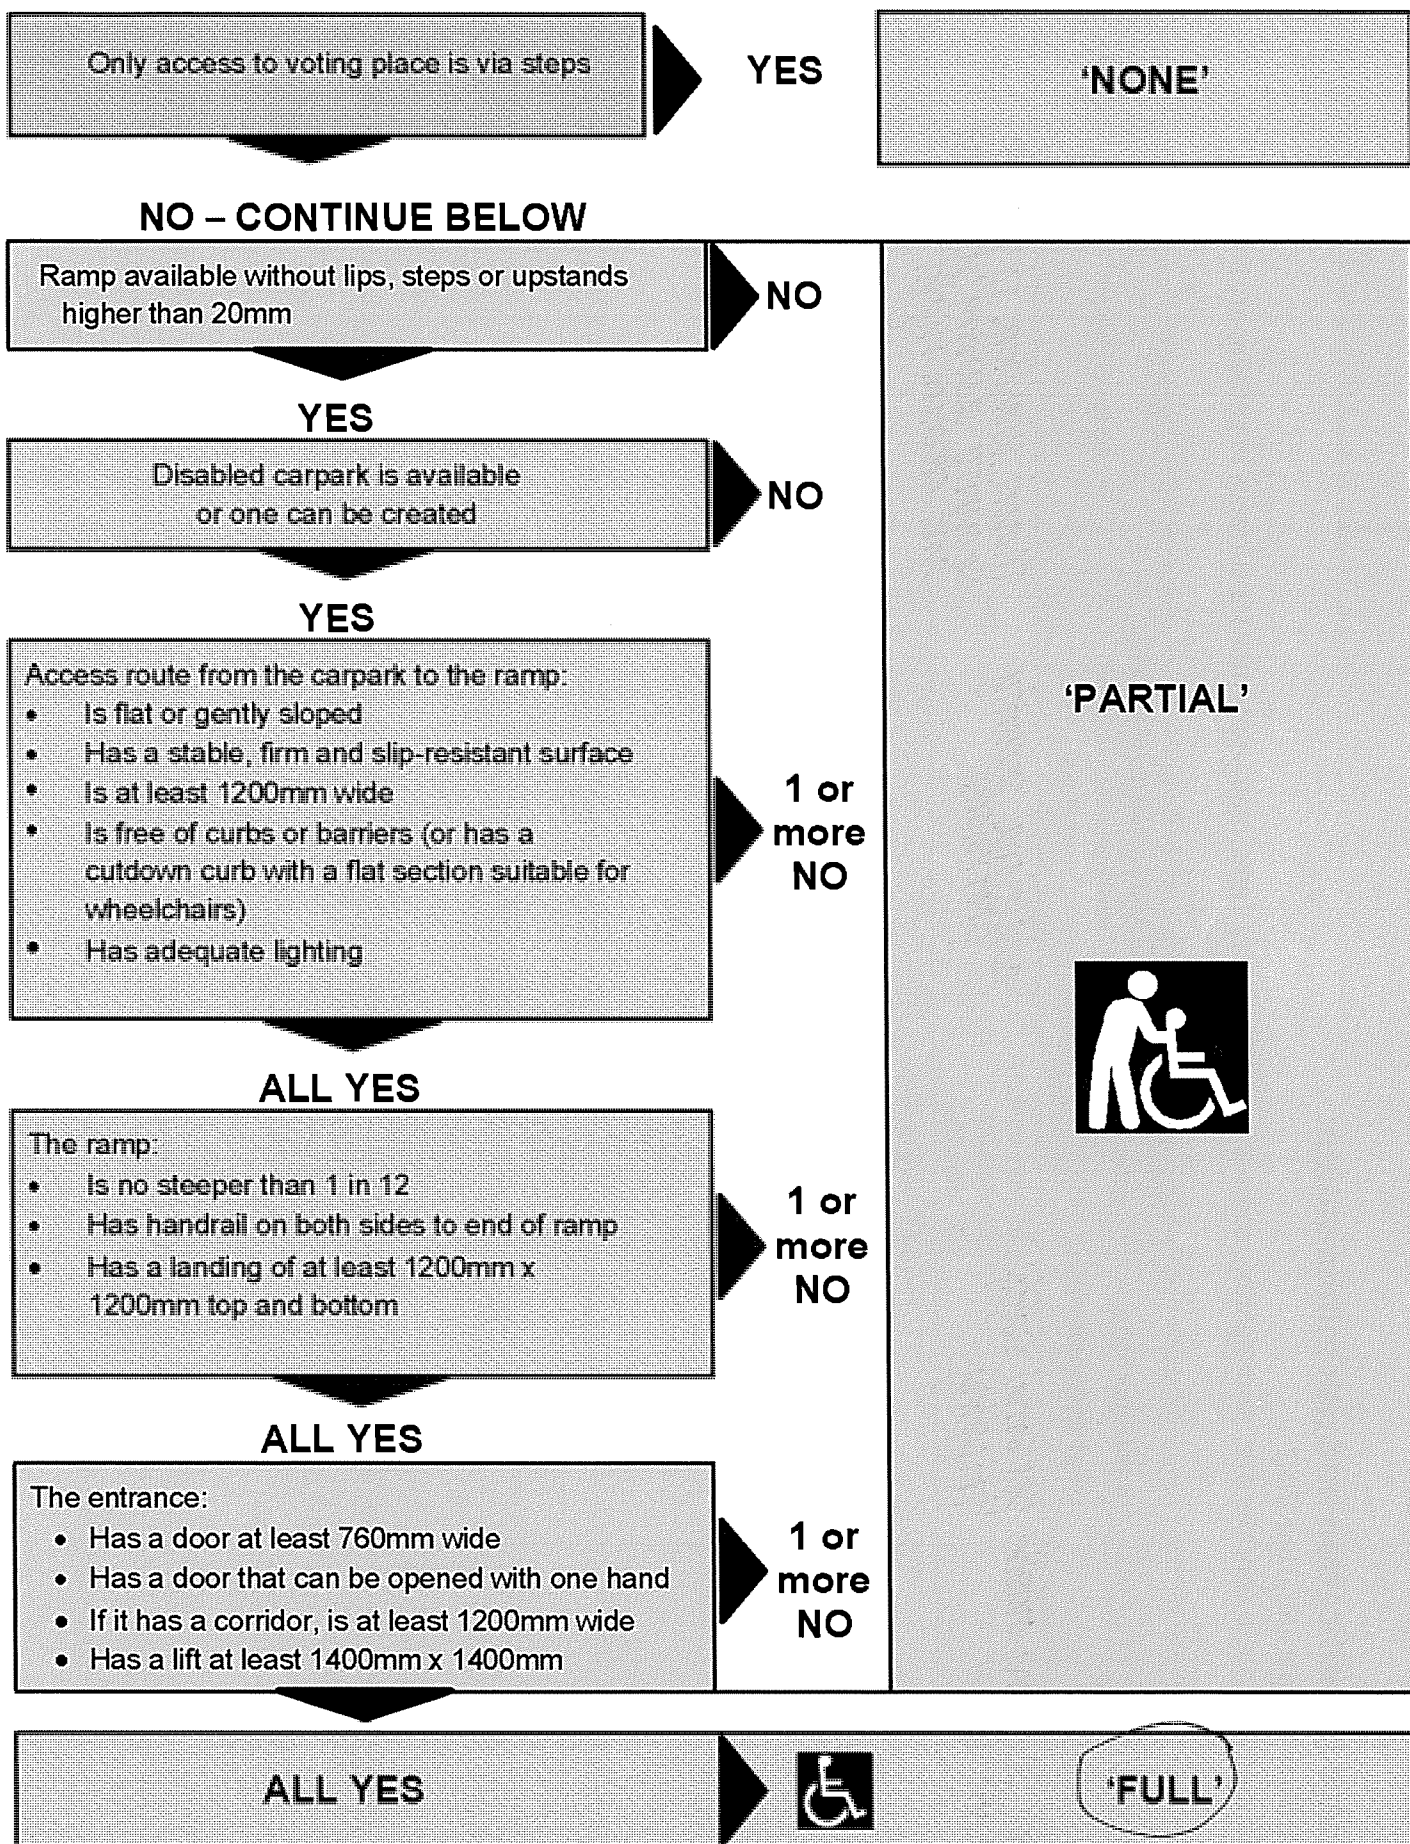 Only access to voting place is via steps
YES
'NONE'
NO – CONTINUE BELOW
Ramp available without lips, steps or upstands
higher than 20mm
NO
YES
Disabled carpark is available
or one can be created
NO
YES
Access route from the carpark to the ramp:
• Is flat or gently sloped
• Has a stable, firm and slip-resistant surface
• Is at least 1200mm wide
• Is free of curbs or barriers (or has a
cutdown curb with a flat section suitable for
wheelchairs)
• Has adequate lighting
1 or
more
NO
'PARTIAL'
ALL YES
The ramp:
• Is no steeper than 1 in 12
• Has handrail on both sides to end of ramp
• Has a landing of at least 1200mm x
1200mm top and bottom
1 or
more
NO
ALL YES
The entrance:
• Has a door at least 760mm wide
• Has a door that can be opened with one hand
• If it has a corridor, is at least 1200mm wide
• Has a lift at least 1400mm x 1400mm
1 or
more
NO
ALL YES
'FULL'